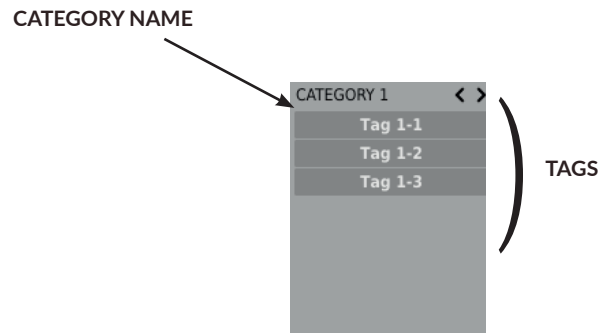 CATEGORY NAME
CATEGORY 1 < >
Tag 1-1
Tag 1-2
Tag 1-3
TAGS